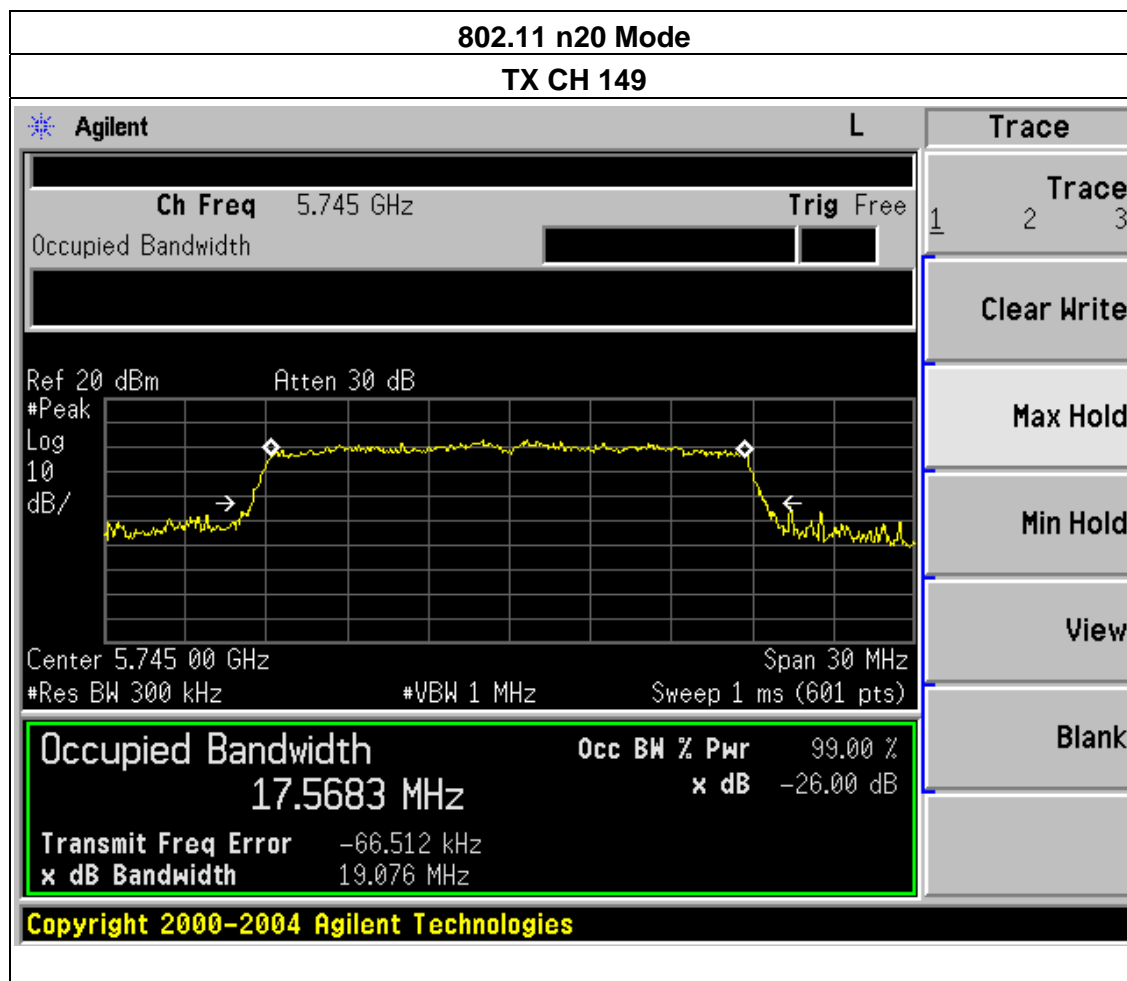 802.11 n20 Mode
TX CH 149
Agilent L Trace
Ch Freq 5.745 GHz Trig Free
Occupied Bandwidth
Trace
1 2 3
Clear Write
Max Hold
Min Hold
View
Blank
Ref 20 dBm Atten 30 dB
#Peak
Log
10
dB/
Center 5.745 00 GHz Span 30 MHz
#Res BW 300 kHz #VBW 1 MHz Sweep 1 ms (601 pts)
Occupied Bandwidth Occ BW % Pwr 99.00 %
17.5683 MHz x dB -26.00 dB
Transmit Freq Error -66.512 kHz
x dB Bandwidth 19.076 MHz
Copyright 2000-2004 Agilent Technologies